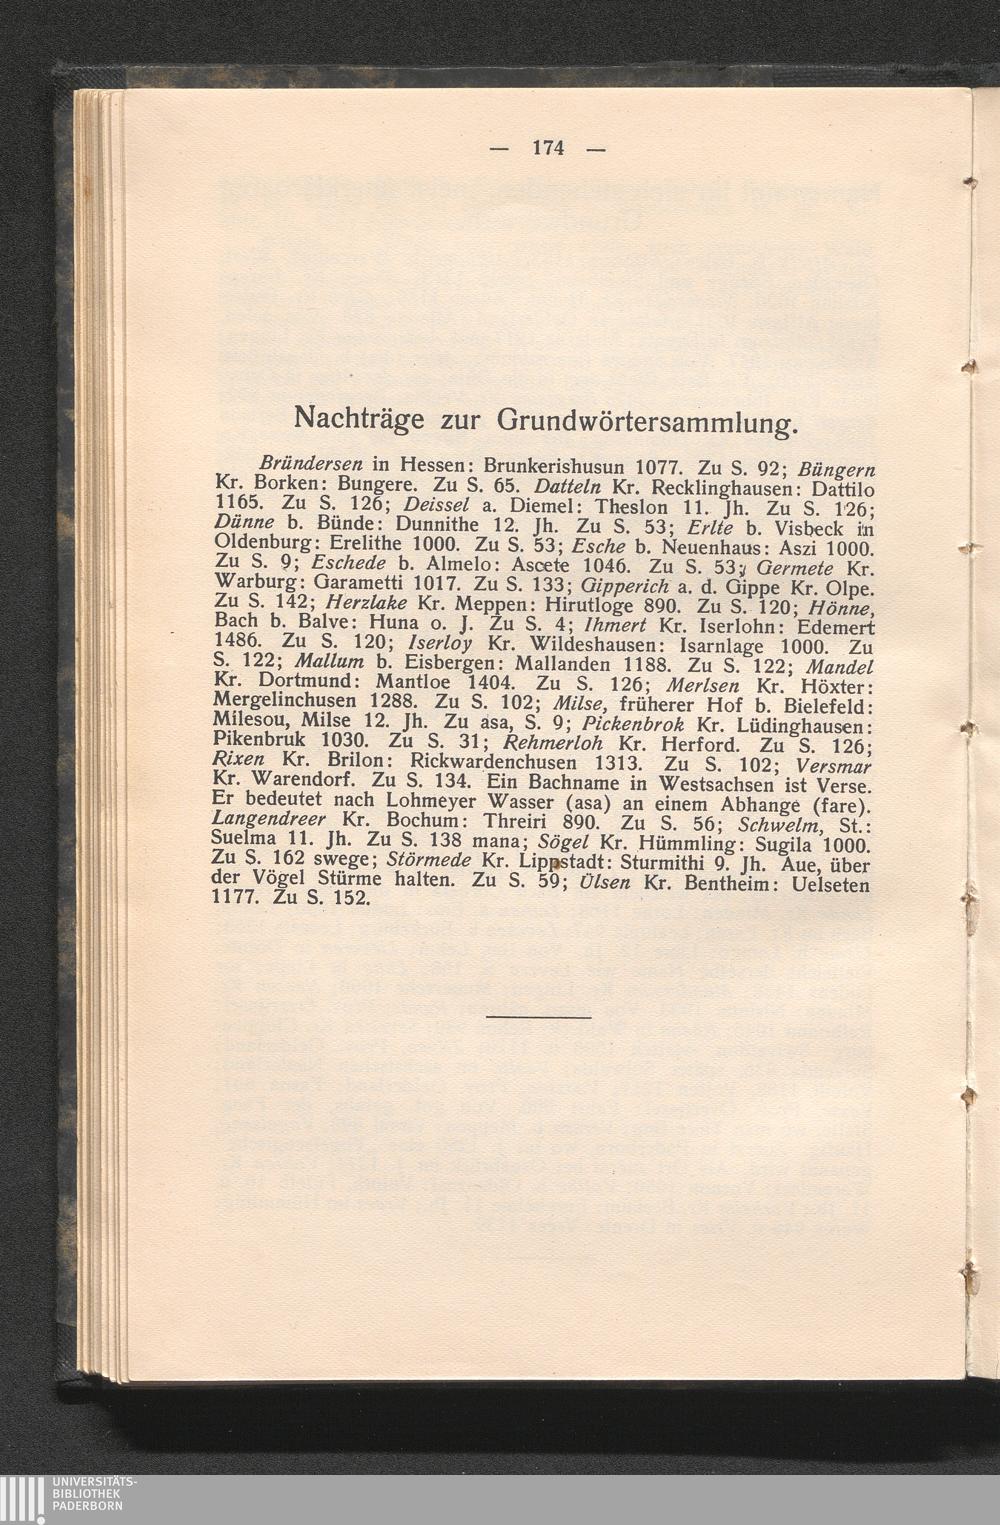 — 174 —
Nachträge zur Grundwörtersammlung.
Bründersen in Hessen: Brunkerishusun 1077. Zu S. 92; Büngern
Kr. Borken: Bungere. Zu S. 65. Datteln Kr. Recklinghausen: Dattilo
1165. Zu S. 126; Deissel a. Diemel: Theslon 11. Jh. Zu S. 126;
Dünne b. Bünde: Dunnithe 12. Jh. Zu S. 53; Erlte b. Visbeck in
Oldenburg: Erelithe 1000. Zu S. 53; Esche b. Neuenhaus: Aszi 1000.
Zu S. 9; Eschede b. Almelo: Ascete 1046. Zu S. 53; Germete Kr.
Warburg: Garametti 1017. Zu S. 133; Gipperich a. d. Gippe Kr. Olpe.
Zu S. 142; Herzlake Kr. Meppen: Hirutloge 890. Zu S. 120; Hönne,
Bach b. Balve: Huna o. J. Zu S. 4; Ihmert Kr. Iserlohn: Edemert
1486. Zu S. 120; Iserloy Kr. Wildeshausen: Isarnlage 1000. Zu
S. 122; Mallum b. Eisbergen: Mallanden 1188. Zu S. 122; Mandel
Kr. Dortmund: Mantloe 1404. Zu S. 126; Merlsen Kr. Höxter:
Mergelinchusen 1288. Zu S. 102; Milse, früherer Hof b. Bielefeld:
Milesou, Milse 12. Jh. Zu asa, S. 9; Pickenbrok Kr. Lüdinghausen:
Pikenbruk 1030. Zu S. 31; Rehmerloh Kr. Herford. Zu S. 126;
Rixen Kr. Brilon: Rickwardenchusen 1313. Zu S. 102; Versmar
Kr. Warendorf. Zu S. 134. Ein Bachname in Westsachsen ist Verse.
Er bedeutet nach Lohmeyer Wasser (asa) an einem Abhange (fare).
Langendreer Kr. Bochum: Threiri 890. Zu S. 56; Schwelm, St.:
Suelma 11. Jh. Zu S. 138 mana; Sögel Kr. Hümmling: Sugila 1000.
Zu S. 162 swege; Störmede Kr. Lippstadt: Sturmithi 9. Jh. Aue, über
der Vögel Stürme halten. Zu S. 59; Ülsen Kr. Bentheim: Uelseten
1177. Zu S. 152.
UNIVERSITÄTS-
BIBLIOTHEK
PADERBORN